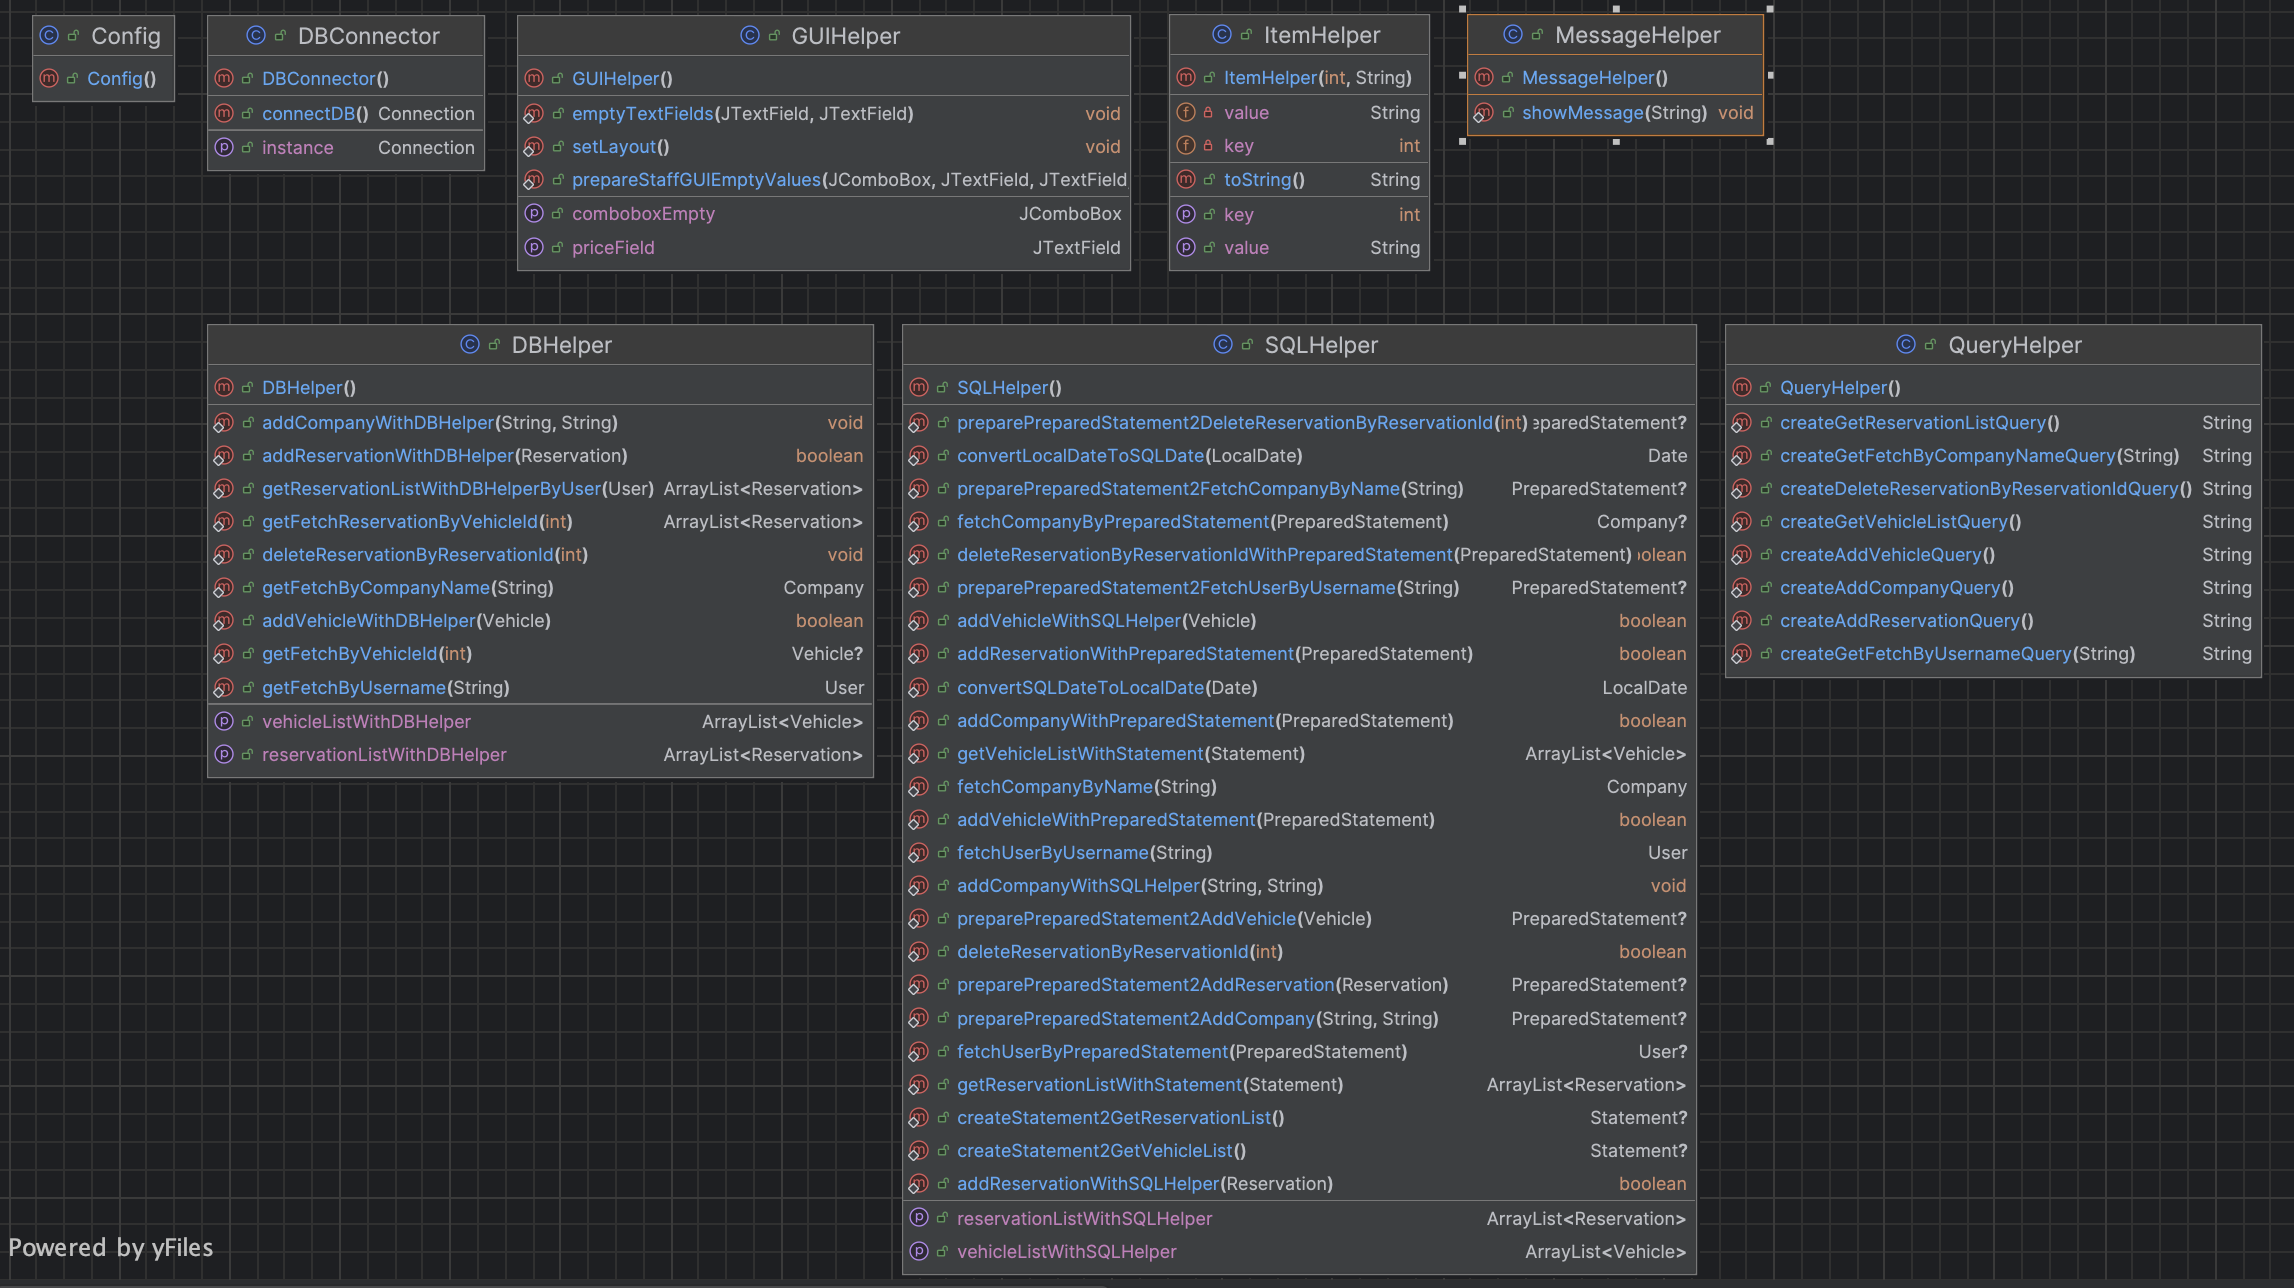 Config
Config()
DBConnector
DBConnector()
connectDB() Connection
instance Connection
GUIHelper
GUIHelper()
emptyTextFields(JTextField, JTextField) void
setLayout() void
prepareStaffGUIEmptyValues(JComboBox, JTextField, JTextField
comboboxEmpty JComboBox
priceField JTextField
ItemHelper
ItemHelper(int, String)
value String
key int
toString() String
key int
value String
MessageHelper
MessageHelper()
showMessage(String) void
DBHelper
DBHelper()
addCompanyWithDBHelper(String, String) void
addReservationWithDBHelper(Reservation) boolean
getReservationListWithDBHelperByUser(User) ArrayList<Reservation>
getFetchReservationByVehicleId(int) ArrayList<Reservation>
deleteReservationByReservationId(int) void
getFetchByCompanyName(String) Company
addVehicleWithDBHelper(Vehicle) boolean
getFetchByVehicleId(int) Vehicle?
getFetchByUsername(String) User
vehicleListWithDBHelper ArrayList<Vehicle>
reservationListWithDBHelper ArrayList<Reservation>
SQLHelper
SQLHelper()
preparePreparedStatement2DeleteReservationByReservationId(int) eparedStatement?
convertLocalDateToSQLDate(LocalDate) Date
preparePreparedStatement2FetchCompanyByName(String) PreparedStatement?
fetchCompanyByPreparedStatement(PreparedStatement) Company?
deleteReservationByReservationIdWithPreparedStatement(PreparedStatement) olean
preparePreparedStatement2FetchUserByUsername(String) PreparedStatement?
addVehicleWithSQLHelper(Vehicle) boolean
addReservationWithPreparedStatement(PreparedStatement) boolean
convertSQLDateToLocalDate(Date) LocalDate
addCompanyWithPreparedStatement(PreparedStatement) boolean
getVehicleListWithStatement(Statement) ArrayList<Vehicle>
fetchCompanyByName(String) Company
addVehicleWithPreparedStatement(PreparedStatement) boolean
fetchUserByUsername(String) User
addCompanyWithSQLHelper(String, String) void
preparePreparedStatement2AddVehicle(Vehicle) PreparedStatement?
deleteReservationByReservationId(int) boolean
preparePreparedStatement2AddReservation(Reservation) PreparedStatement?
preparePreparedStatement2AddCompany(String, String) PreparedStatement?
fetchUserByPreparedStatement(PreparedStatement) User?
getReservationListWithStatement(Statement) ArrayList<Reservation>
createStatement2GetReservationList() Statement?
createStatement2GetVehicleList() Statement?
addReservationWithSQLHelper(Reservation) boolean
reservationListWithSQLHelper ArrayList<Reservation>
vehicleListWithSQLHelper ArrayList<Vehicle>
QueryHelper
QueryHelper()
createGetReservationListQuery() String
createGetFetchByCompanyNameQuery(String) String
createDeleteReservationByReservationIdQuery() String
createGetVehicleListQuery() String
createAddVehicleQuery() String
createAddCompanyQuery() String
createAddReservationQuery() String
createGetFetchByUsernameQuery(String) String
Powered by yFiles